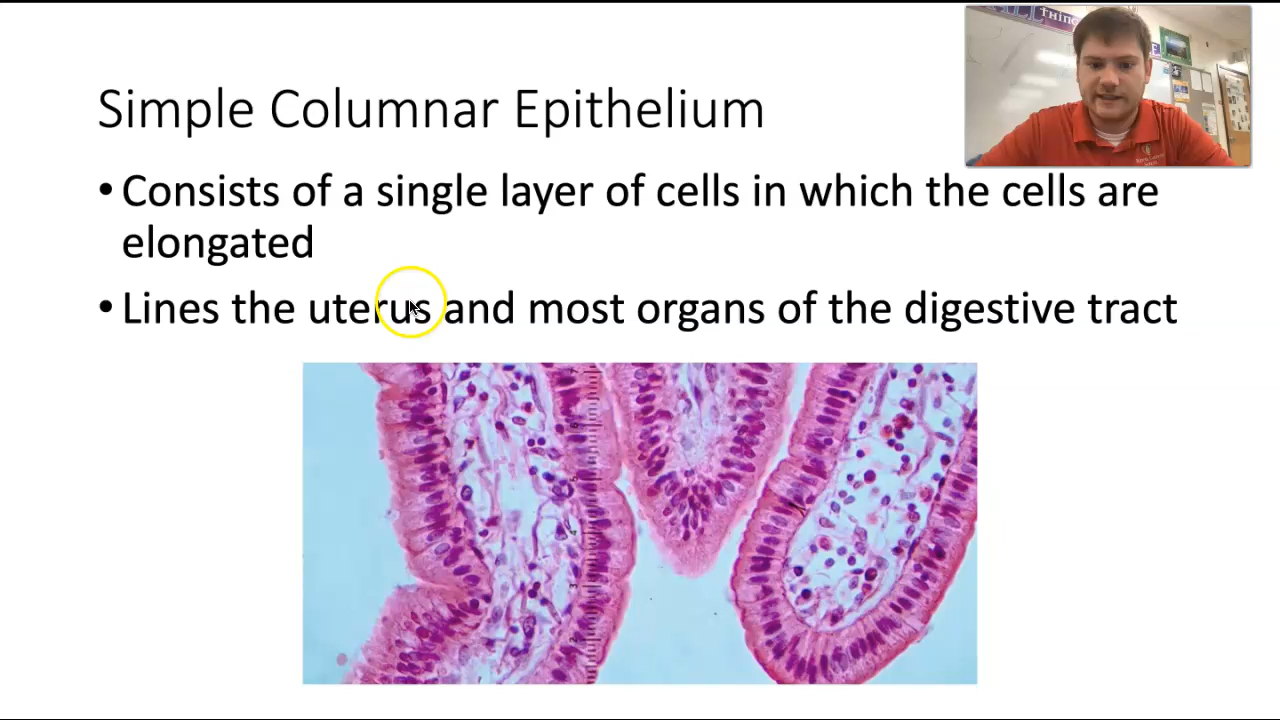 THING
Simple Columnar Epithelium
• Consists of a single layer of cells in which the cells are
elongated
• Lines the uterus and most organs of the digestive tract